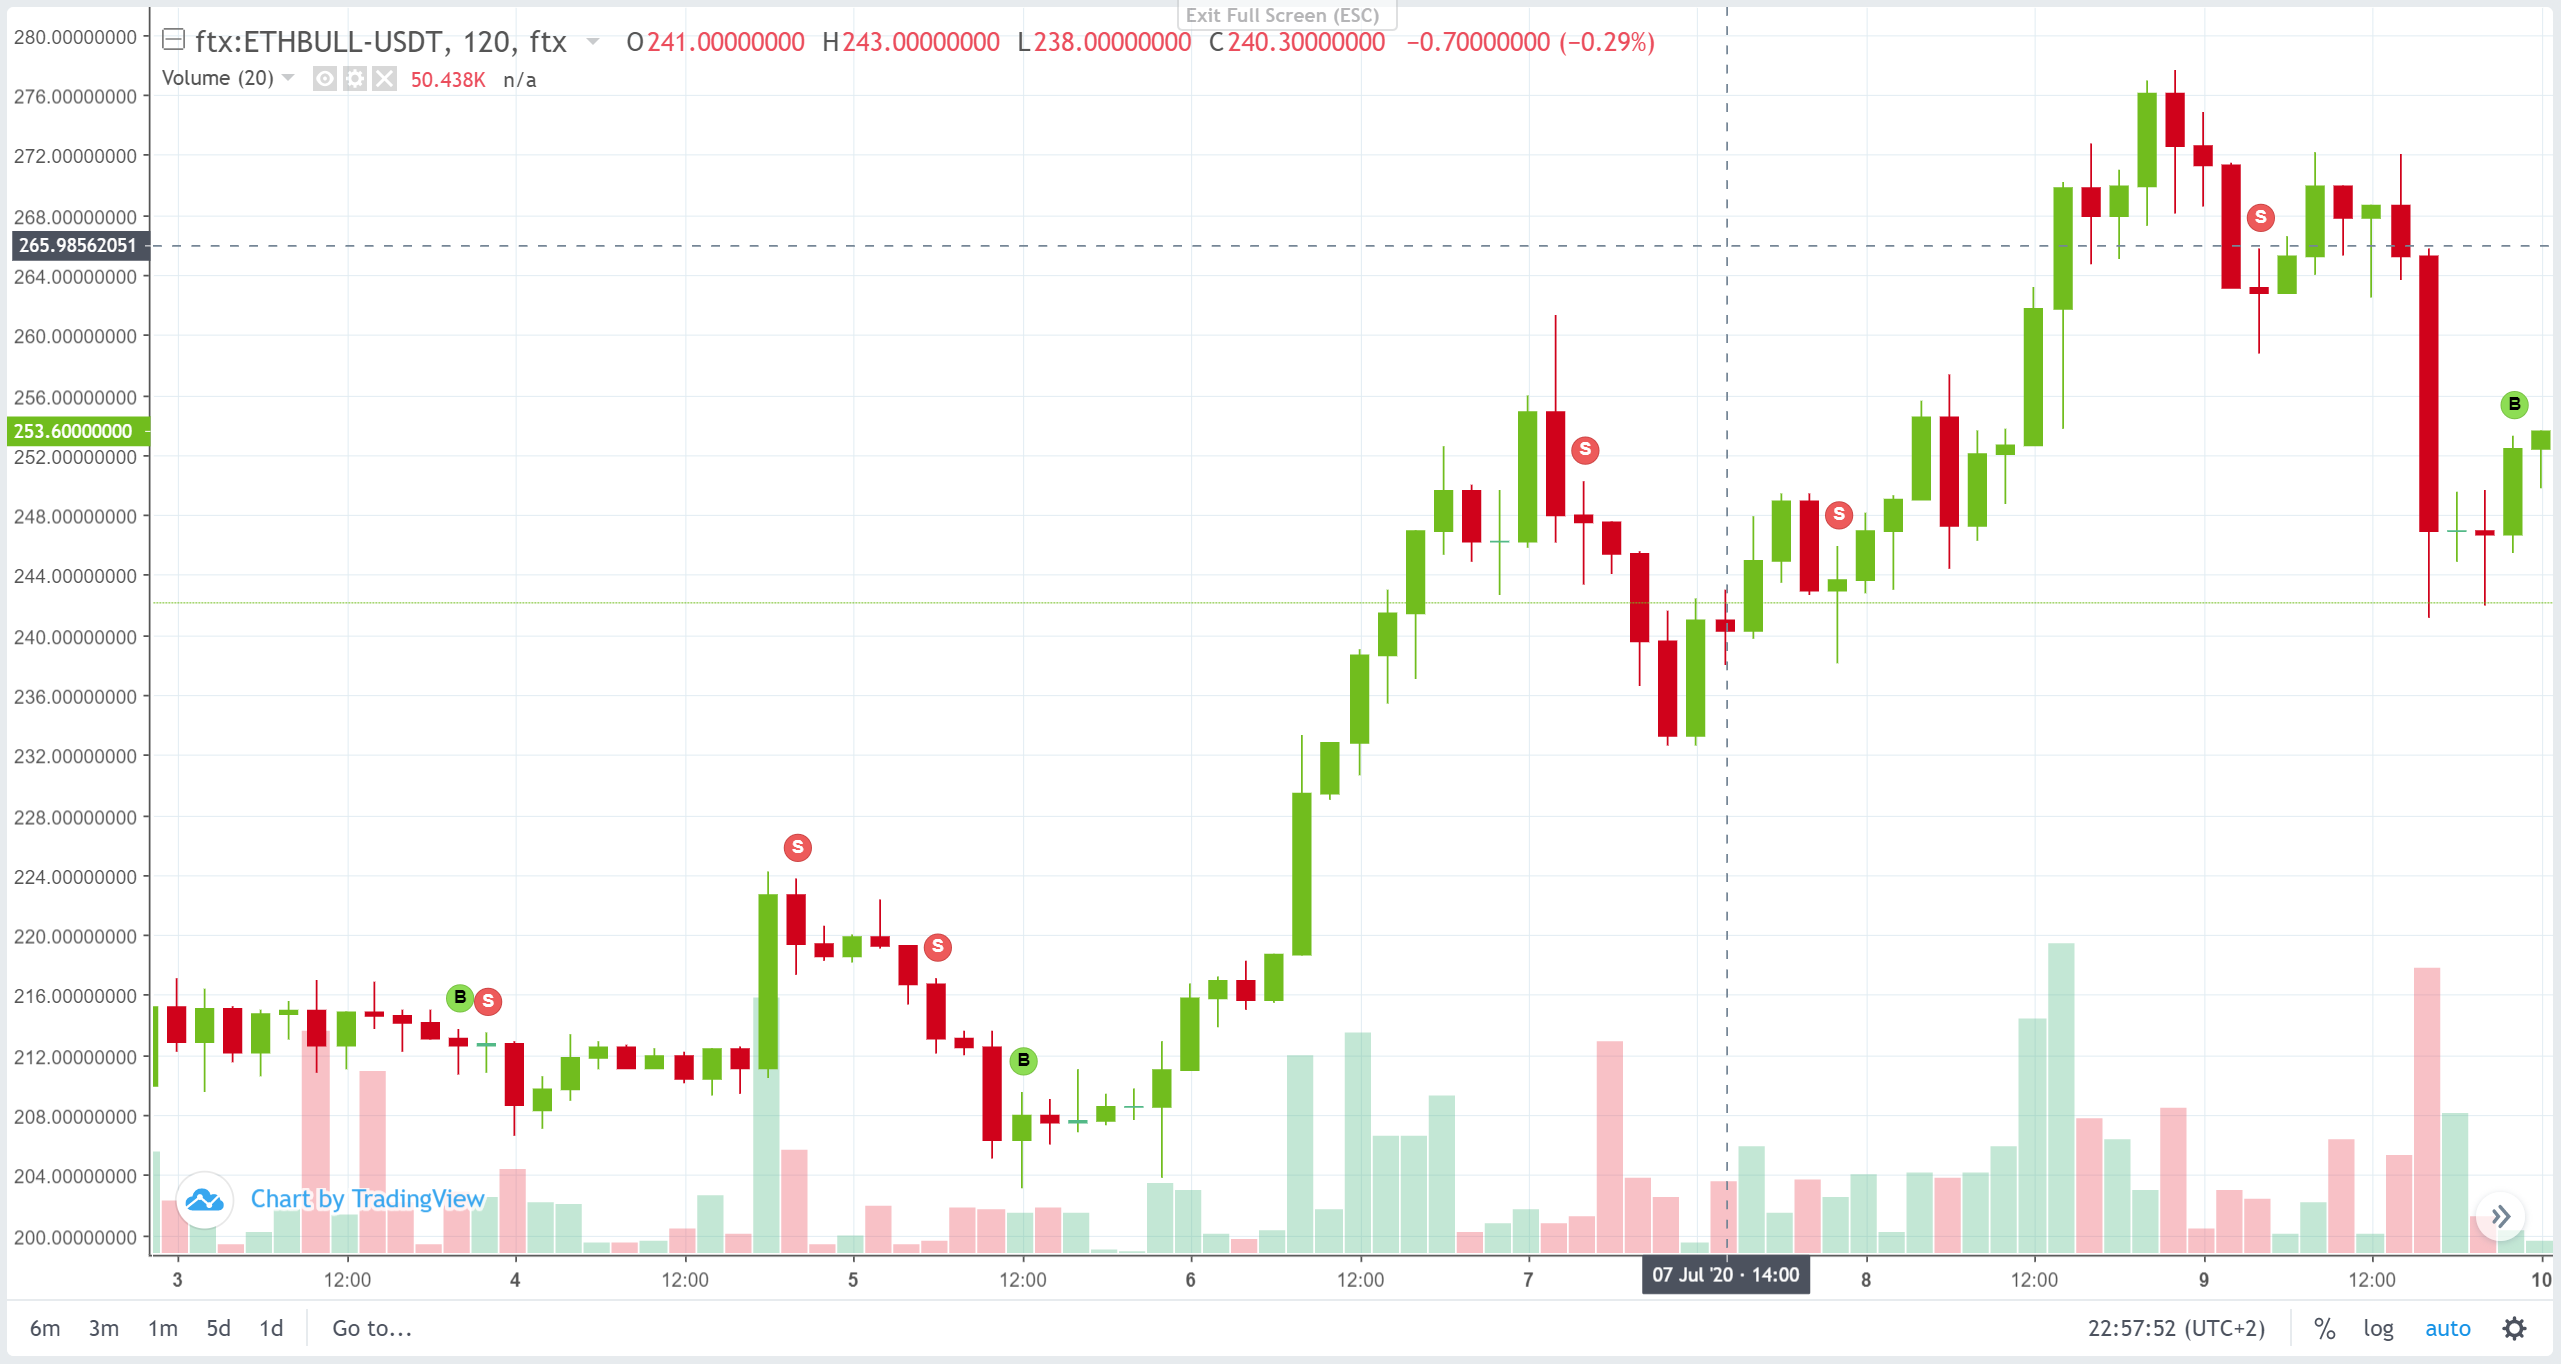 Exit Full Screen (ESC)
ftx:ETHBULL-USDT, 120, ftx O241.00000000 H243.00000000 L238.00000000 C240.30000000 −0.70000000 (−0.29%)
Volume (20) 50.438K n/a
280.00000000
276.00000000
272.00000000
268.00000000
265.98562051
264.00000000
260.00000000
256.00000000
253.60000000
252.00000000
248.00000000
244.00000000
240.00000000
236.00000000
232.00000000
228.00000000
224.00000000
220.00000000
216.00000000
212.00000000
208.00000000
204.00000000
200.00000000
S
B
S
S
S
S
B S
S
B
Chart by TradingView
3 12:00 4 12:00 5 12:00 6 12:00 7 07 Jul '20 · 14:00 8 12:00 9 12:00 10
6m 3m 1m 5d 1d Go to... 22:57:52 (UTC+2) % log auto